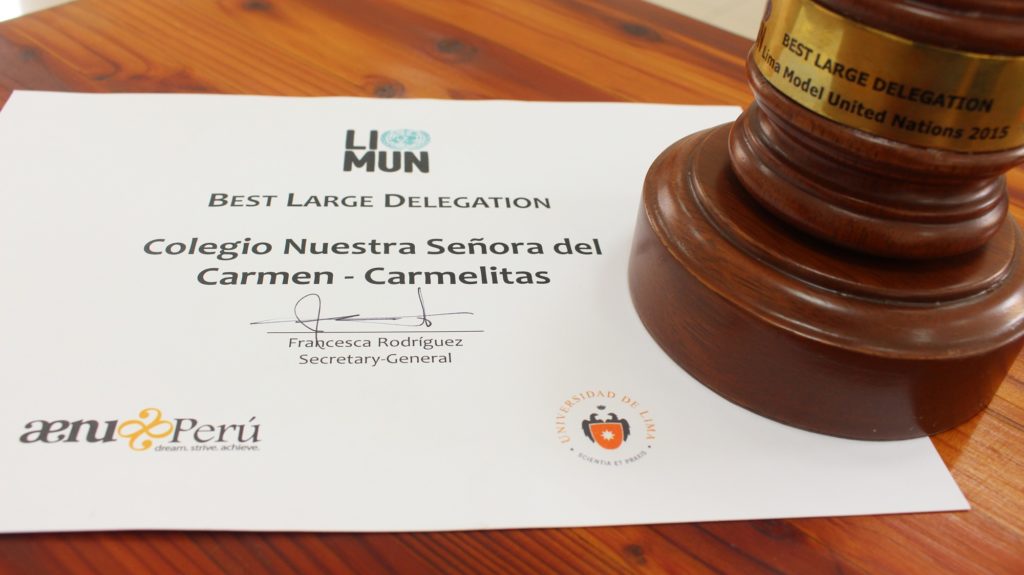 LI
MUN
BEST LARGE DELEGATION
Colegio Nuestra Señora del
Carmen - Carmelitas
Francesca Rodríguez
Secretary-General
ænu Perú
dream. strive. achieve.
UNIVERSIDAD DE LIMA
SCIENTIA ET PRAXIS
BEST LARGE DELEGATION
Lima Model United Nations 2015